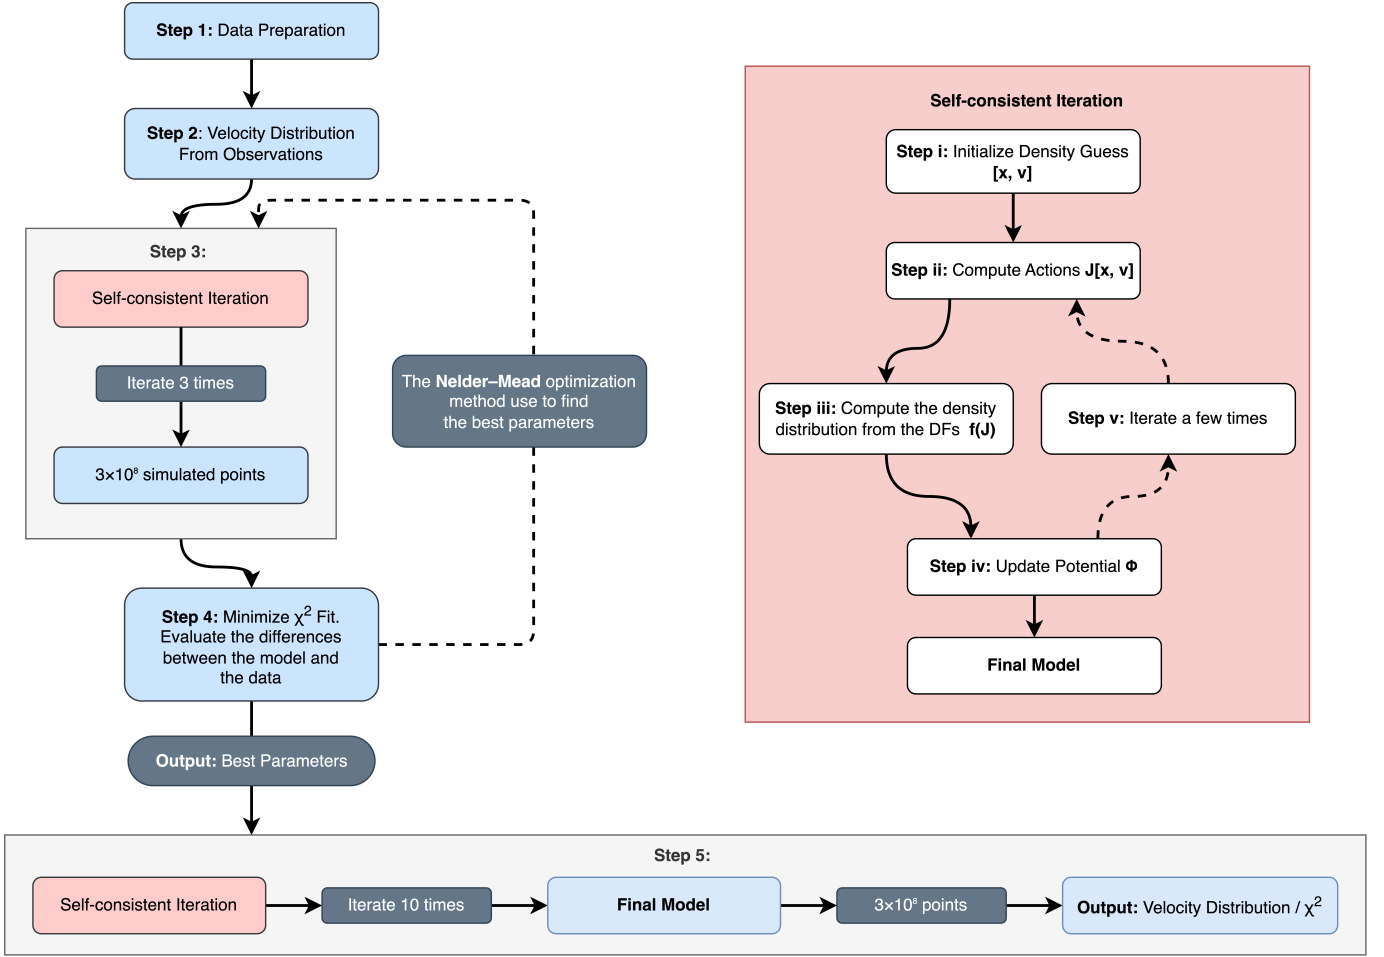 Step 1: Data Preparation
Step 2: Velocity Distribution
From Observations
Step 3:
Self-consistent Iteration
Iterate 3 times
3×10⁸ simulated points
The Nelder–Mead optimization
method use to find
the best parameters
Step 4: Minimize χ² Fit.
Evaluate the differences
between the model and
the data
Output: Best Parameters
Self-consistent Iteration
Step i: Initialize Density Guess
[x, v]
Step ii: Compute Actions J[x, v]
Step iii: Compute the density
distribution from the DFs f(J)
Step v: Iterate a few times
Step iv: Update Potential Φ
Final Model
Step 5:
Self-consistent Iteration
Iterate 10 times
Final Model
3×10⁸ points
Output: Velocity Distribution / χ²